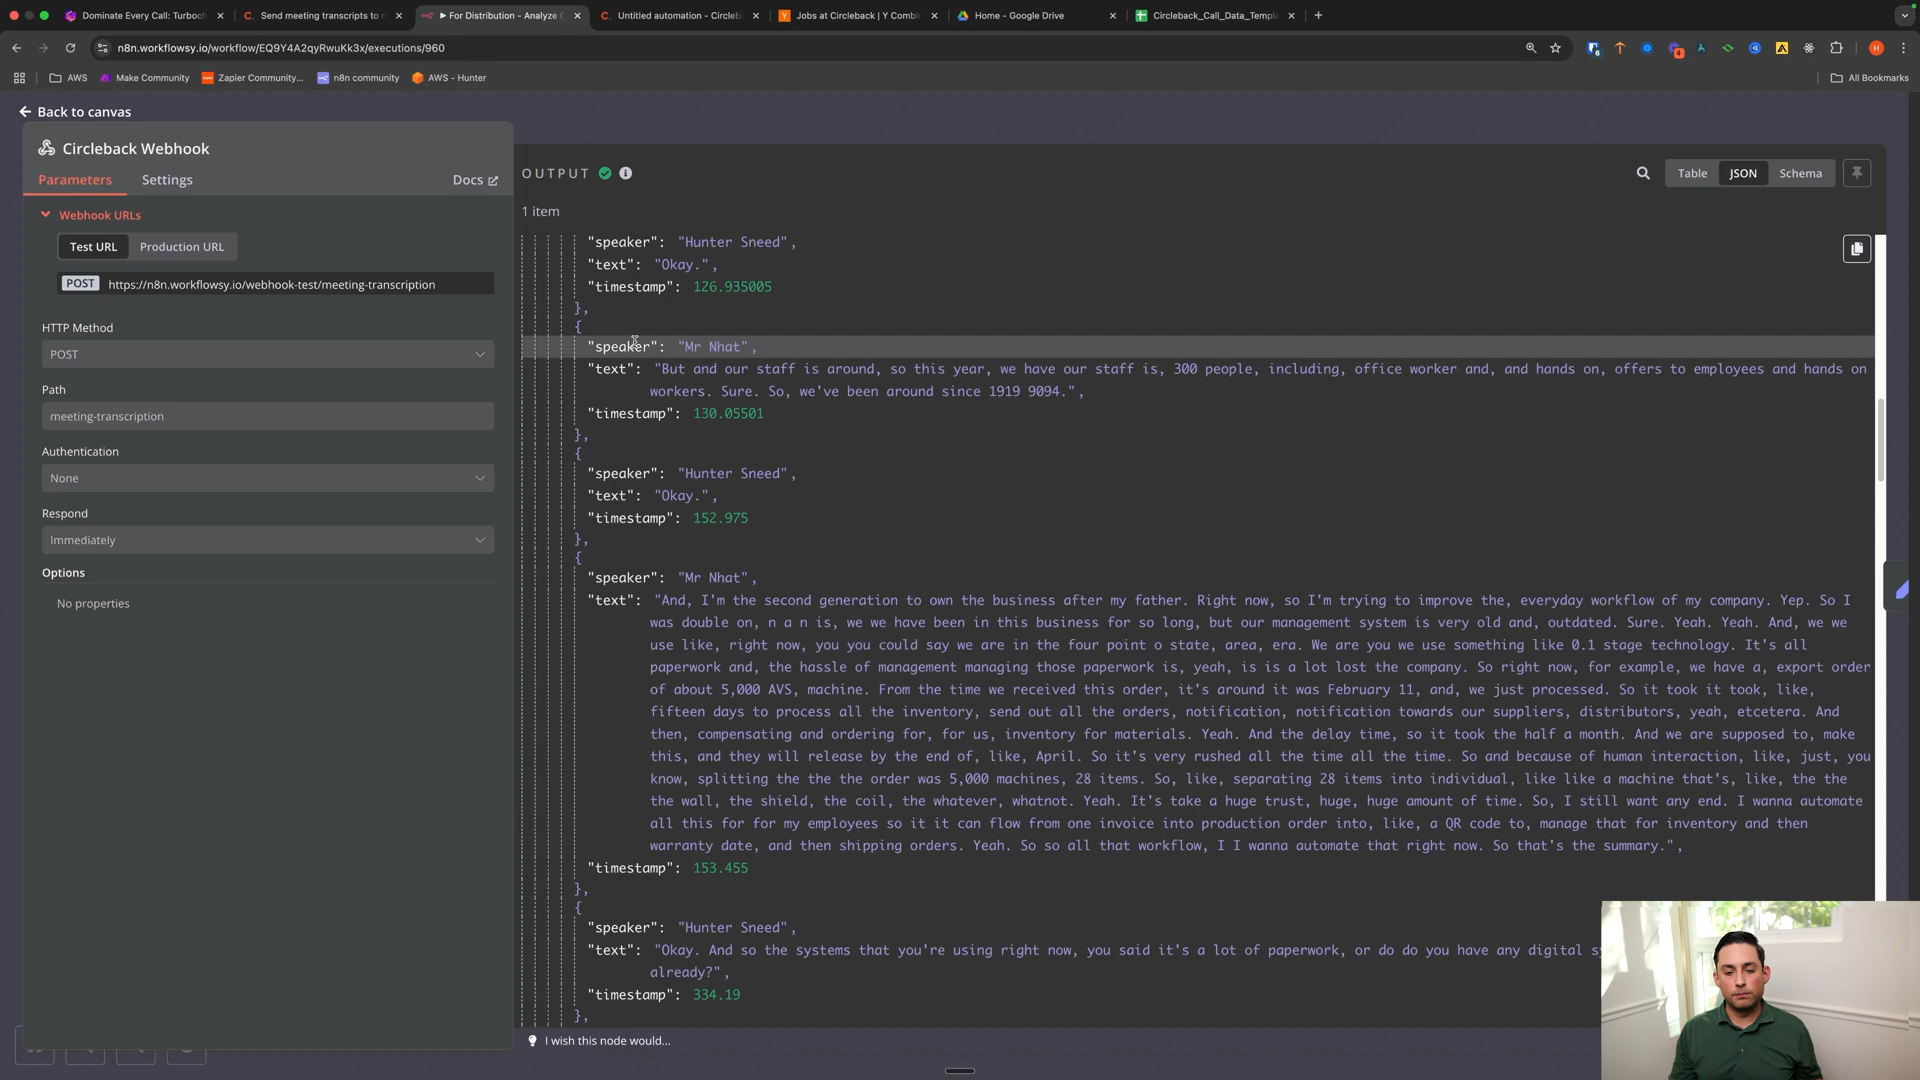 Dominate Every Call: Turboch
Send meeting transcripts to n
For Distribution - Analyze C
Untitled automation - Circleb
Jobs at Circleback | Y Combin
Home - Google Drive
Circleback_Call_Data_Templ
n8n.workflowsy.io/workflow/EQ9Y4A2qyRwuKk3x/executions/960
AWS
Make Community
Zapier Community...
n8n community
AWS - Hunter
All Bookmarks
Back to canvas
Circleback Webhook
Parameters
Settings
Docs
Webhook URLs
Test URL
Production URL
POST
https://n8n.workflowsy.io/webhook-test/meeting-transcription
HTTP Method
POST
Path
meeting-transcription
Authentication
None
Respond
Immediately
Options
No properties
OUTPUT
Table
JSON
Schema
1 item
"speaker": "Hunter Sneed",
"text": "Okay.",
"timestamp": 126.935005
},
{
"speaker": "Mr Nhat",
"text": "But and our staff is around, so this year, we have our staff is, 300 people, including, office worker and, and hands on, offers to employees and hands on
workers. Sure. So, we've been around since 1919 9094.",
"timestamp": 130.05501
},
{
"speaker": "Hunter Sneed",
"text": "Okay.",
"timestamp": 152.975
},
{
"speaker": "Mr Nhat",
"text": "And, I'm the second generation to own the business after my father. Right now, so I'm trying to improve the, everyday workflow of my company. Yep. So I
was double on, n a n is, we we have been in this business for so long, but our management system is very old and, outdated. Sure. Yeah. Yeah. And, we we
use like, right now, you you could say we are in the four point o state, area, era. We are you we use something like 0.1 stage technology. It's all
paperwork and, the hassle of management managing those paperwork is, yeah, is is a lot lost the company. So right now, for example, we have a, export order
of about 5,000 AVS, machine. From the time we received this order, it's around it was February 11, and, we just processed. So it took it took, like,
fifteen days to process all the inventory, send out all the orders, notification, notification towards our suppliers, distributors, yeah, etcetera. And
then, compensating and ordering for, for us, inventory for materials. Yeah. And the delay time, so it took the half a month. And we are supposed to, make
this, and they will release by the end of, like, April. So it's very rushed all the time all the time. So and because of human interaction, like, just, you
know, splitting the the the order was 5,000 machines, 28 items. So, like, separating 28 items into individual, like like a machine that's, like, the the
the wall, the shield, the coil, the whatever, whatnot. Yeah. It's take a huge trust, huge, huge amount of time. So, I still want any end. I wanna automate
all this for for my employees so it it can flow from one invoice into production order into, like, a QR code to, manage that for inventory and then
warranty date, and then shipping orders. Yeah. So so all that workflow, I I wanna automate that right now. So that's the summary.",
"timestamp": 153.455
},
{
"speaker": "Hunter Sneed",
"text": "Okay. And so the systems that you're using right now, you said it's a lot of paperwork, or do do you have any digital s
already?",
"timestamp": 334.19
},
I wish this node would...